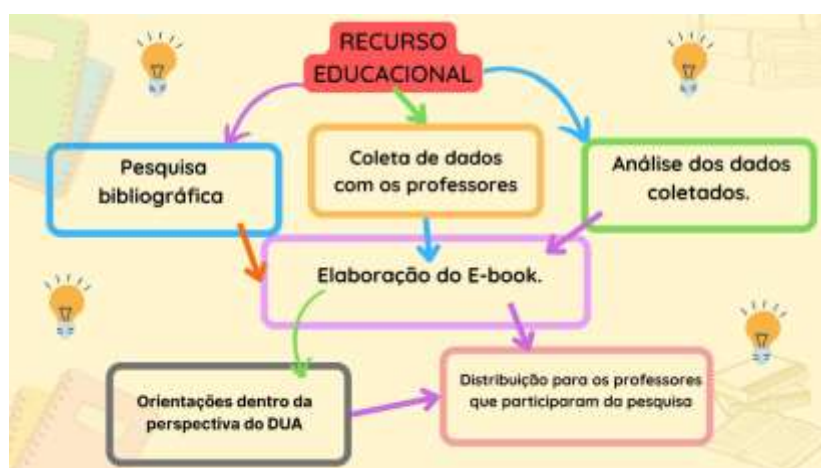 RECURSO
EDUCACIONAL
Pesquisa
bibliográfica
Coleta de dados
com os professores
Análise dos dados
coletados.
Elaboração do E-book.
Orientações dentro da
perspectiva do DUA
Distribuição para os professores
que participaram da pesquisa